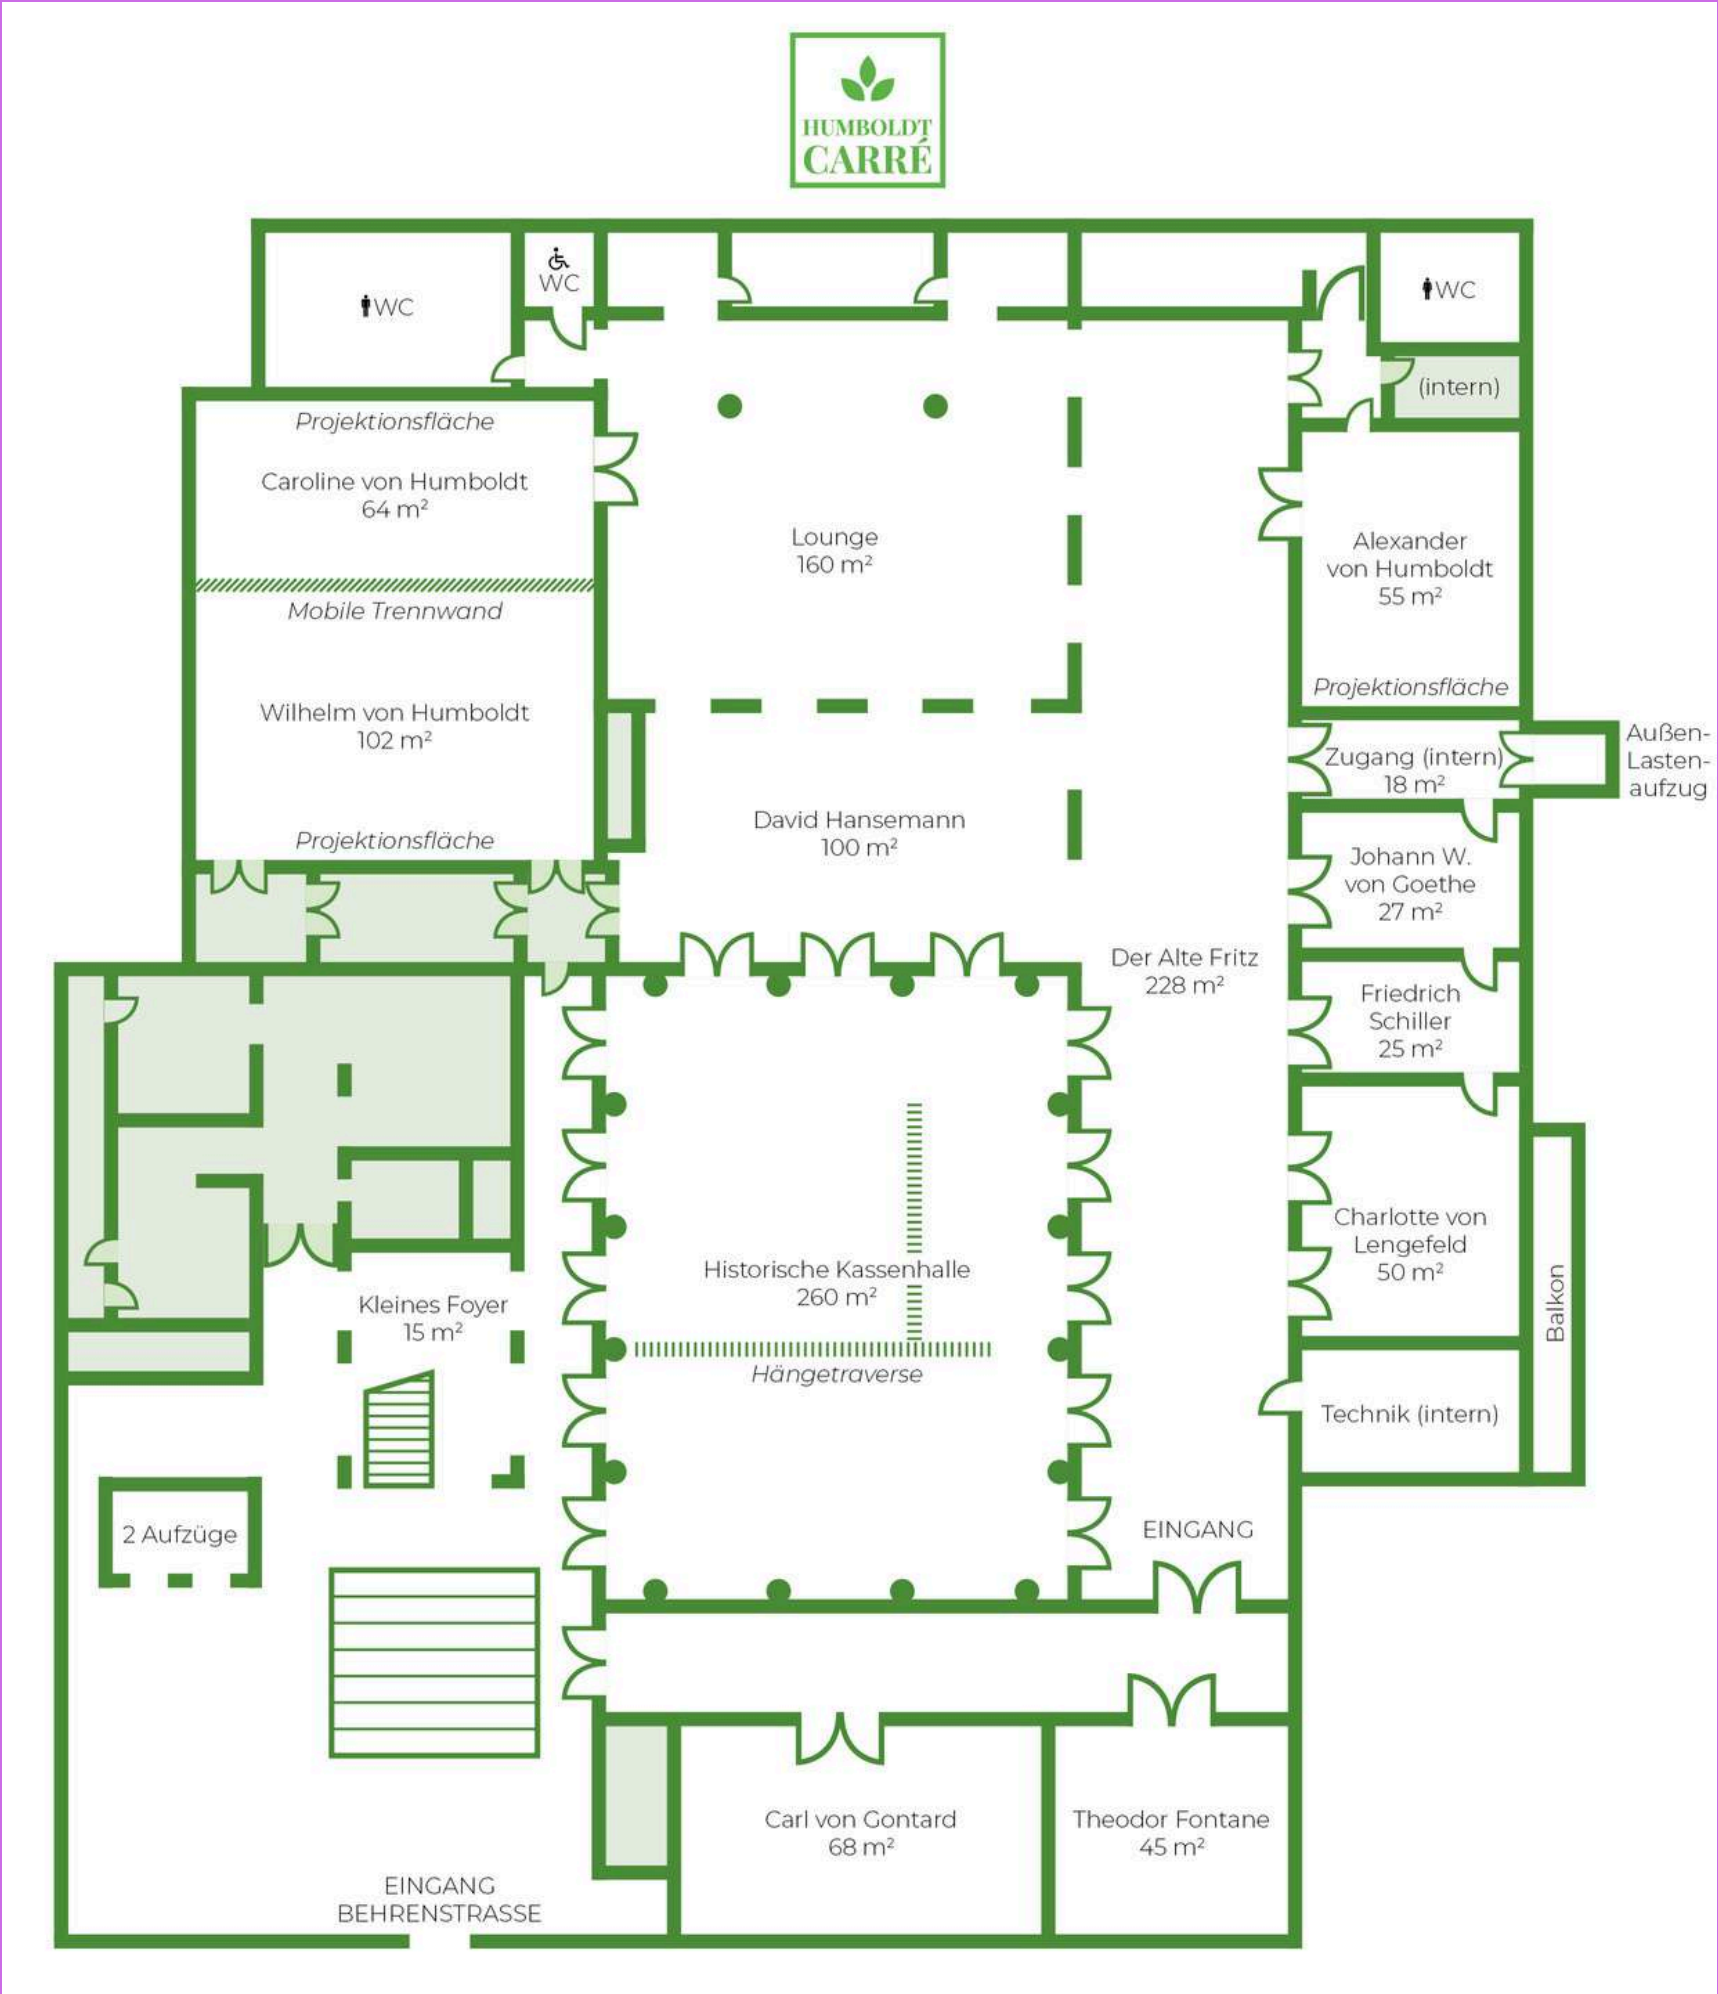 HUMBOLDT
CARRÉ
WC
WC
WC
(intern)
Projektionsfläche
Caroline von Humboldt
64 m²
Mobile Trennwand
Wilhelm von Humboldt
102 m²
Projektionsfläche
Lounge
160 m²
Alexander
von Humboldt
55 m²
Projektionsfläche
Zugang (intern)
18 m²
Außen-
Lasten-
aufzug
David Hansemann
100 m²
Johann W.
von Goethe
27 m²
Der Alte Fritz
228 m²
Friedrich
Schiller
25 m²
Charlotte von
Lengefeld
50 m²
Balkon
Historische Kassenhalle
260 m²
Hängetraverse
Kleines Foyer
15 m²
Technik (intern)
2 Aufzüge
EINGANG
Carl von Gontard
68 m²
Theodor Fontane
45 m²
EINGANG
BEHRENSTRASSE